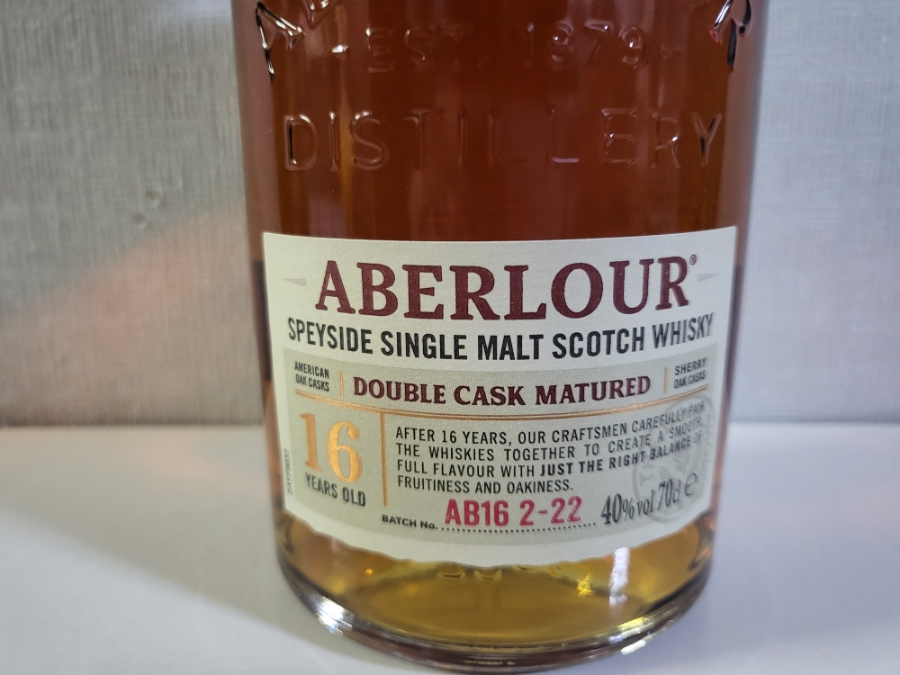 EST. 1879
DISTILLERY
ABERLOUR®
SPEYSIDE SINGLE MALT SCOTCH WHISKY
AMERICAN OAK CASKS
DOUBLE CASK MATURED
SHERRY OAK CASKS
16
YEARS OLD
AFTER 16 YEARS, OUR CRAFTSMEN CAREFULLY PAIR
THE WHISKIES TOGETHER TO CREATE A SMOOTH,
FULL FLAVOUR WITH JUST THE RIGHT BALANCE OF
FRUITINESS AND OAKINESS.
BATCH No. AB16 2-22
40% vol 70cl ℮